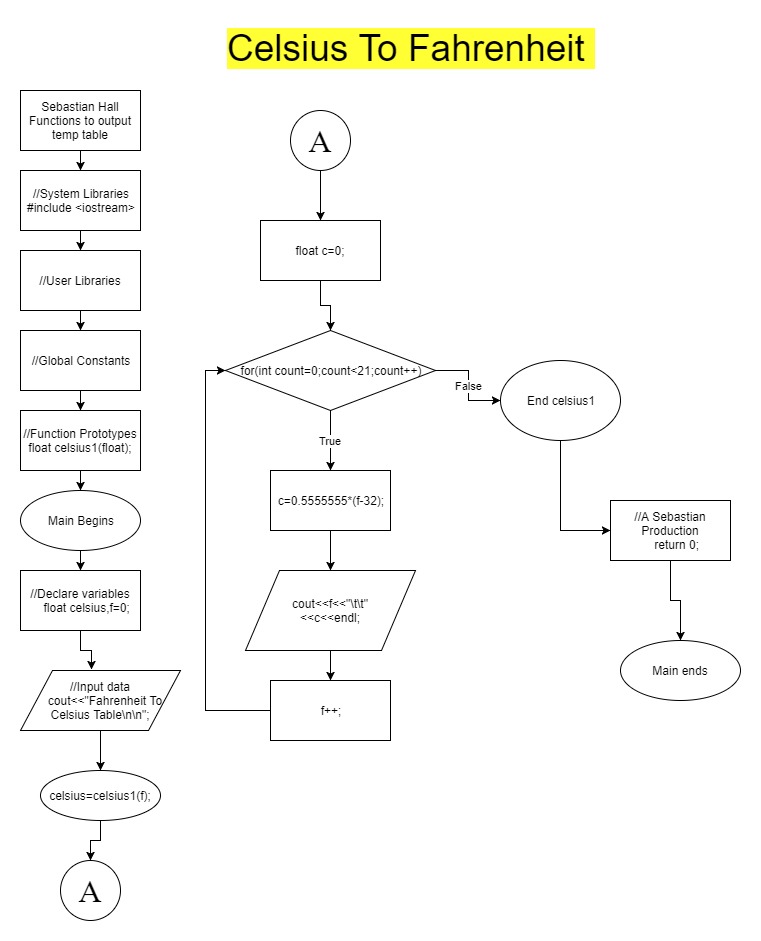 Celsius To Fahrenheit
Sebastian Hall
Functions to output
temp table
//System Libraries
#include <iostream>
//User Libraries
//Global Constants
//Function Prototypes
float celsius1(float);
Main Begins
//Declare variables
float celsius,f=0;
//Input data
cout<<"Fahrenheit To
Celsius Table\n\n";
celsius=celsius1(f);
A
A
float c=0;
for(int count=0;count<21;count++)
False
True
c=0.5555555*(f-32);
cout<<f<<"\t\t"
<<c<<endl;
f++;
End celsius1
//A Sebastian
Production
return 0;
Main ends